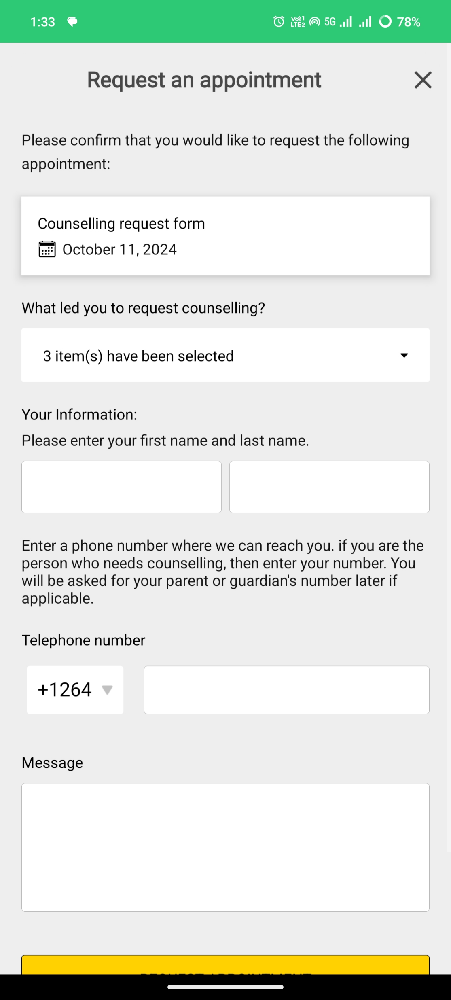 1:33
Vo)) 1
LTE2
5G
78%
Request an appointment
Please confirm that you would like to request the following
appointment:
Counselling request form
October 11, 2024
What led you to request counselling?
3 item(s) have been selected
Your Information:
Please enter your first name and last name.
Enter a phone number where we can reach you. if you are the
person who needs counselling, then enter your number. You
will be asked for your parent or guardian's number later if
applicable.
Telephone number
+1264
Message